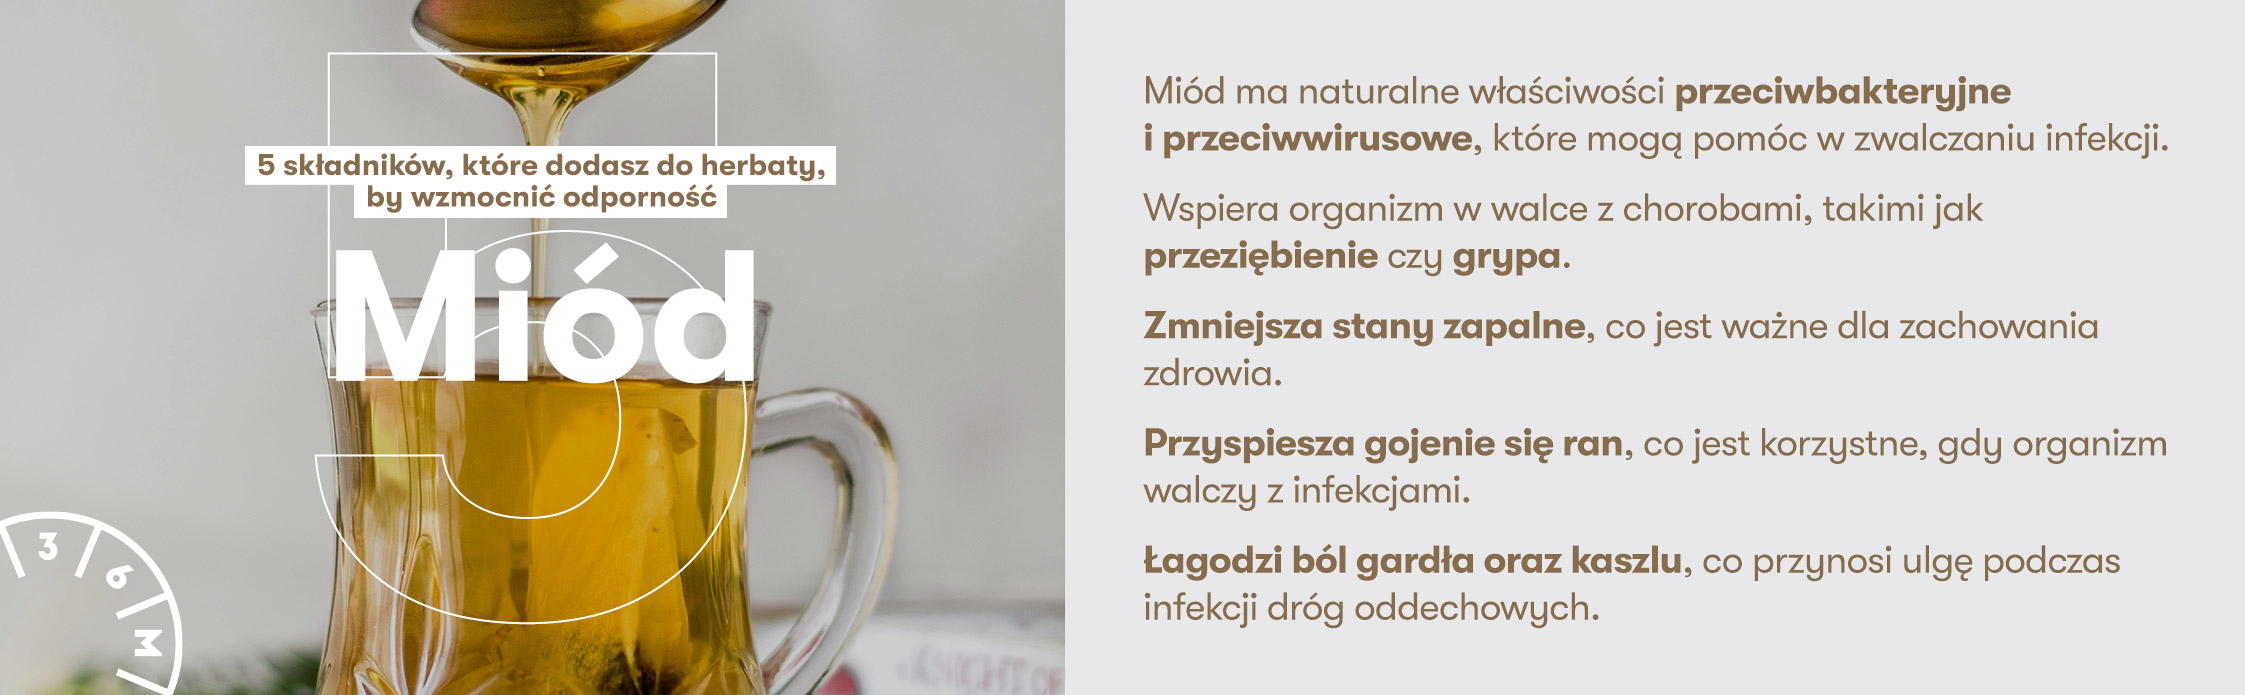 5 składników, które dodasz do herbaty,
by wzmocnić odporność
Miód
3
6
M
Miód ma naturalne właściwości przeciwbakteryjne
i przeciwwirusowe, które mogą pomóc w zwalczaniu infekcji.
Wspiera organizm w walce z chorobami, takimi jak
przeziębienie czy grypa.
Zmniejsza stany zapalne, co jest ważne dla zachowania
zdrowia.
Przyspiesza gojenie się ran, co jest korzystne, gdy organizm
walczy z infekcjami.
Łagodzi ból gardła oraz kaszlu, co przynosi ulgę podczas
infekcji dróg oddechowych.